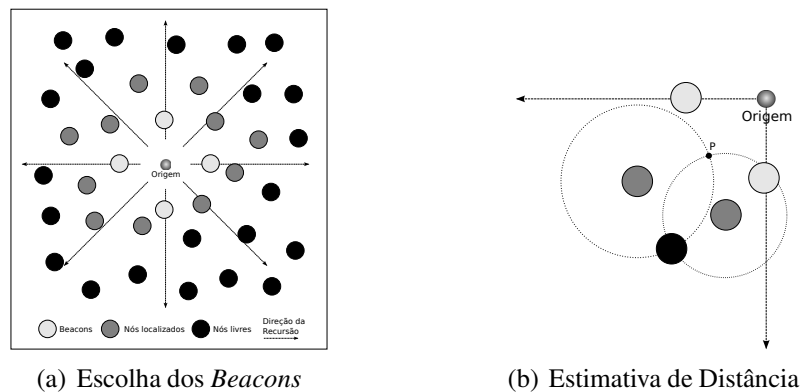 Origem
Beacons
Nós localizados
Nós livres
Direção da
Recursão
(a) Escolha dos Beacons
P
Origem
(b) Estimativa de Distância